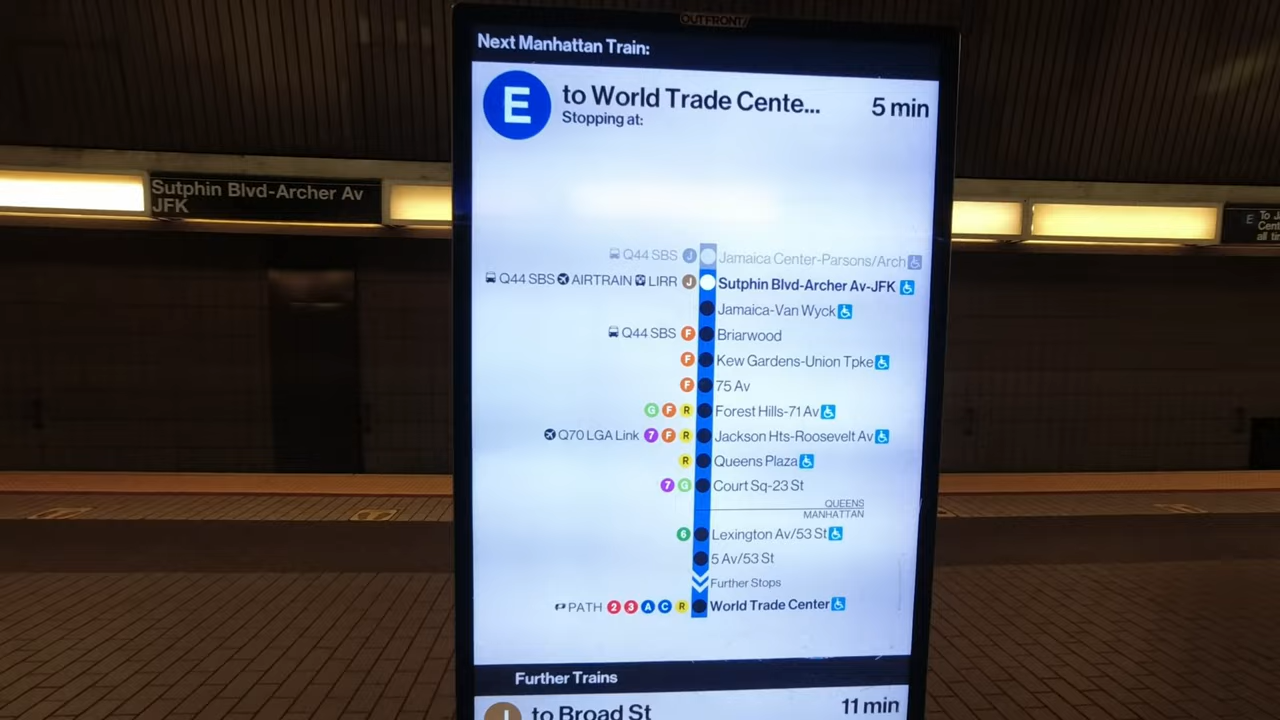 OUTFRONT/
Next Manhattan Train:
E to World Trade Cente... 5 min
Stopping at:
Sutphin Blvd-Archer Av
JFK
E To J
Cent
all ti
Q44 SBS J Jamaica Center-Parsons/Arch
Q44 SBS AIRTRAIN LIRR J Sutphin Blvd-Archer Av-JFK
Jamaica-Van Wyck
Q44 SBS F Briarwood
F Kew Gardens-Union Tpke
F 75 Av
G F R Forest Hills-71 Av
Q70 LGA Link 7 F R Jackson Hts-Roosevelt Av
R Queens Plaza
7 G Court Sq-23 St
QUEENS
MANHATTAN
6 Lexington Av/53 St
5 Av/53 St
Further Stops
PATH 2 3 A C R World Trade Center
Further Trains
J to Broad St 11 min